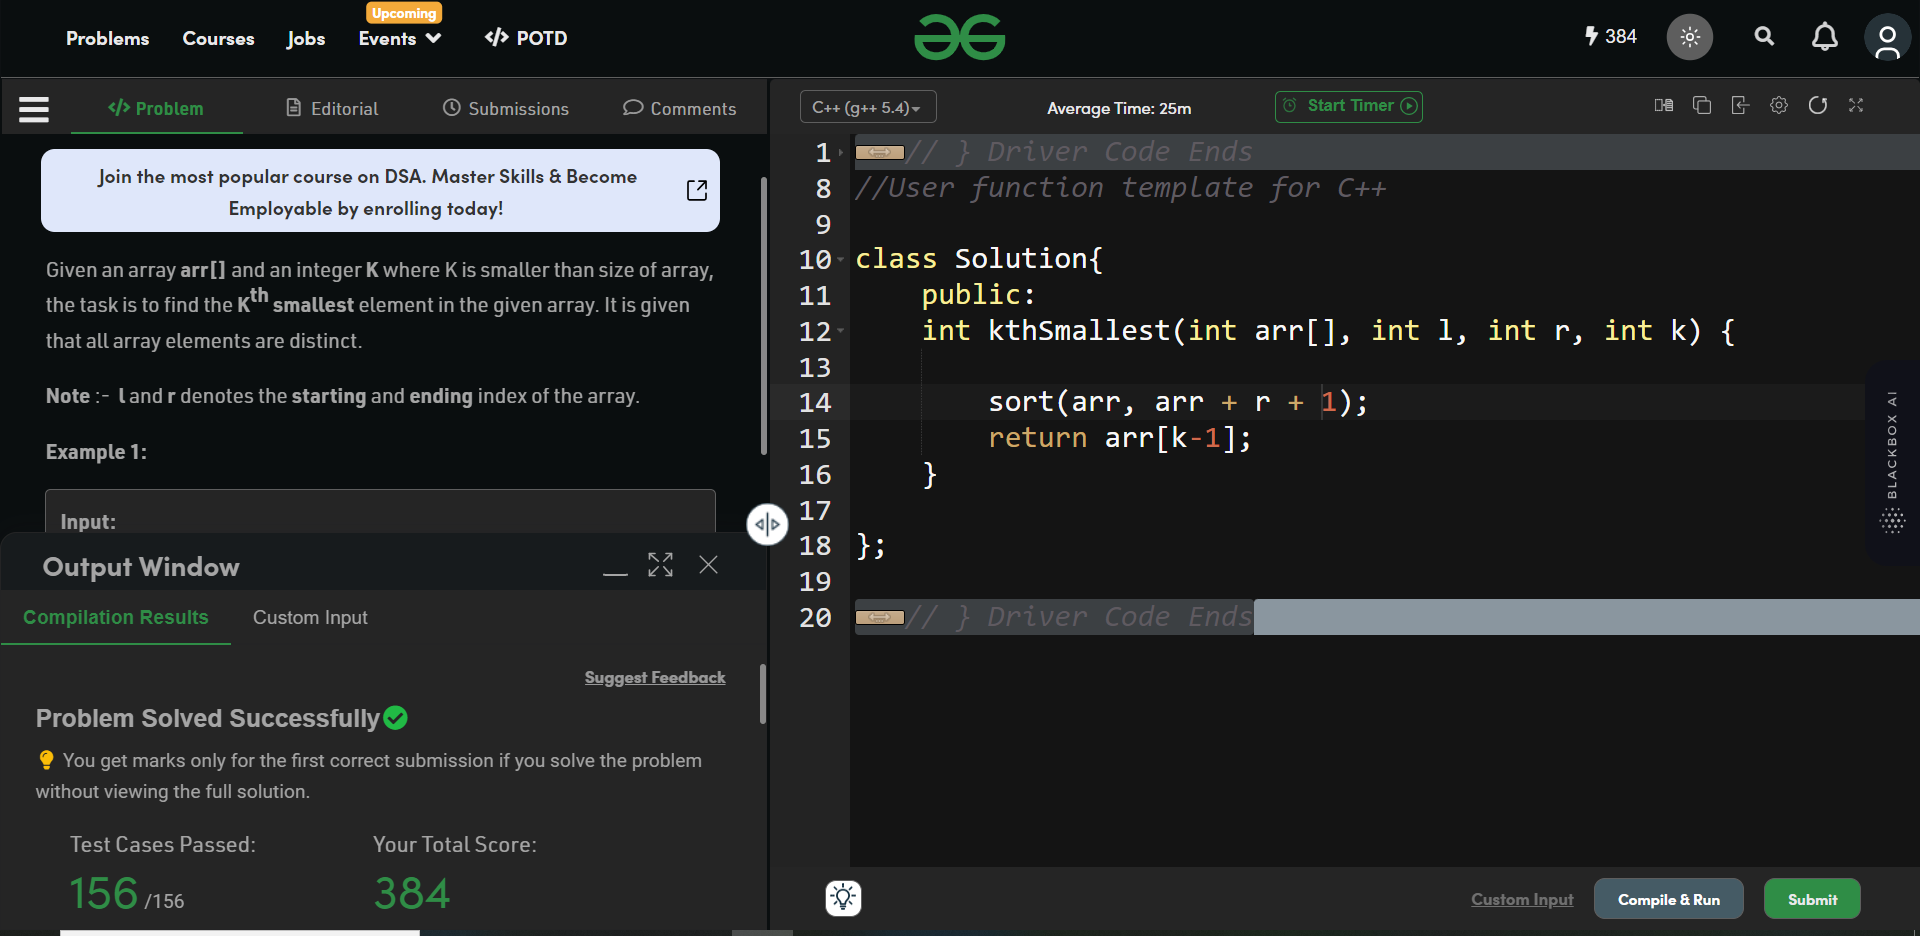 Upcoming
Problems Courses Jobs Events </> POTD
384
</> Problem Editorial Submissions Comments
C++ (g++ 5.4) Average Time: 25m Start Timer
Join the most popular course on DSA. Master Skills & Become
Employable by enrolling today!
Given an array arr[] and an integer K where K is smaller than size of array,
the task is to find the Kth smallest element in the given array. It is given
that all array elements are distinct.
Note :- l and r denotes the starting and ending index of the array.
Example 1:
Input:
Output Window
Compilation Results Custom Input
Suggest Feedback
Problem Solved Successfully
You get marks only for the first correct submission if you solve the problem
without viewing the full solution.
Test Cases Passed: Your Total Score:
156 /156 384
1 // } Driver Code Ends
8 //User function template for C++
9
10 class Solution{
11 public:
12 int kthSmallest(int arr[], int l, int r, int k) {
13
14 sort(arr, arr + r + 1);
15 return arr[k-1];
16 }
17
18 };
19
20 // } Driver Code Ends
BLACKBOX AI
Custom Input Compile & Run Submit